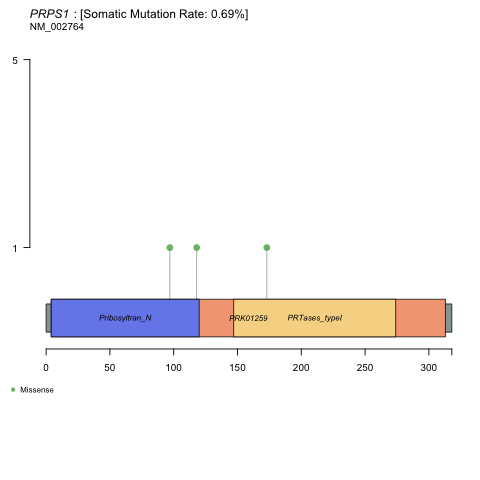 PRPS1 : [Somatic Mutation Rate: 0.69%]
NM_002764
5
1
Pribosyltran_N PRK01259 PRTases_typeI
0 50 100 150 200 250 300
Missense